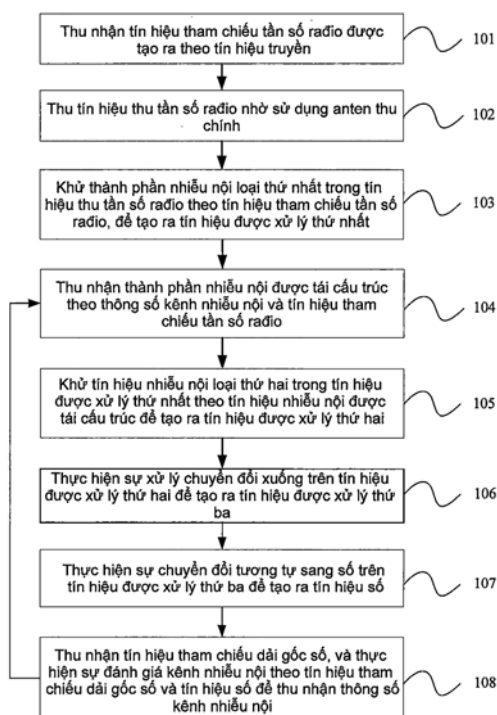 Thu nhận tín hiệu tham chiếu tần số rađio được
tạo ra theo tín hiệu truyền
101
Thu tín hiệu thu tần số rađio nhờ sử dụng anten thu
chính
102
Khử thành phần nhiễu nội loại thứ nhất trong tín
hiệu thu tần số rađio theo tín hiệu tham chiếu tần số
rađio, để tạo ra tín hiệu được xử lý thứ nhất
103
Thu nhận thành phần nhiễu nội được tái cấu trúc
theo thông số kênh nhiễu nội và tín hiệu tham
chiếu tần số rađio
104
Khử tín hiệu nhiễu nội loại thứ hai trong tín hiệu
được xử lý thứ nhất theo tín hiệu nhiễu nội được
tái cấu trúc để tạo ra tín hiệu được xử lý thứ hai
105
Thực hiện sự xử lý chuyển đổi xuống trên tín hiệu
được xử lý thứ hai để tạo ra tín hiệu được xử lý thứ
ba
106
Thực hiện sự chuyển đổi tương tự sang số trên
tín hiệu được xử lý thứ ba để tạo ra tín hiệu số
107
Thu nhận tín hiệu tham chiếu dải gốc số, và thực
hiện sự đánh giá kênh nhiễu nội theo tín hiệu tham
chiếu dải gốc số và tín hiệu số để thu nhận thông số
kênh nhiễu nội
108